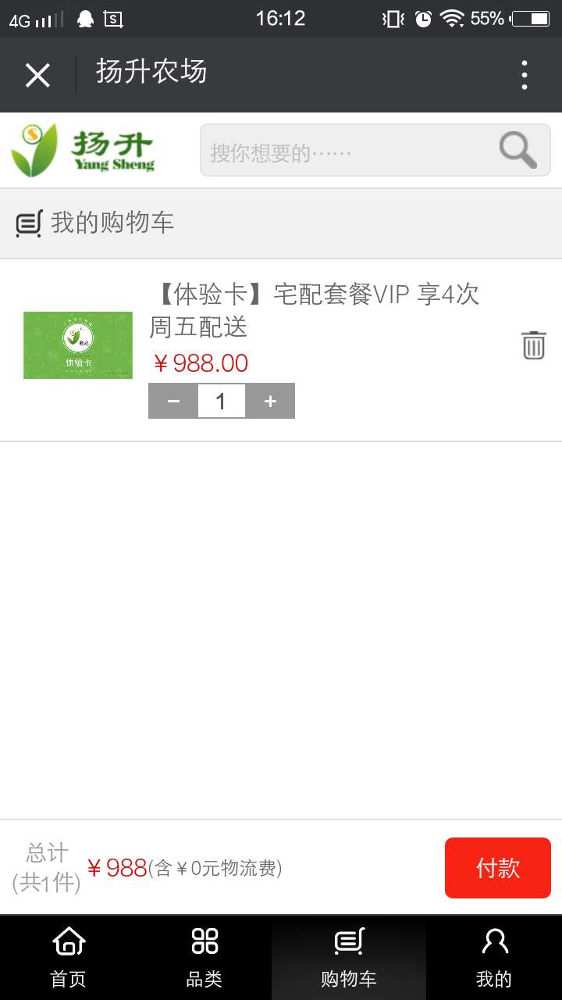 4G
16:12
55%
扬升农场
扬升
Yang Sheng
搜你想要的……
我的购物车
【体验卡】宅配套餐VIP 享4次
周五配送
￥988.00
体验卡
－ 1 +
总计
(共1件)
￥988(含￥0元物流费)
付款
首页
品类
购物车
我的